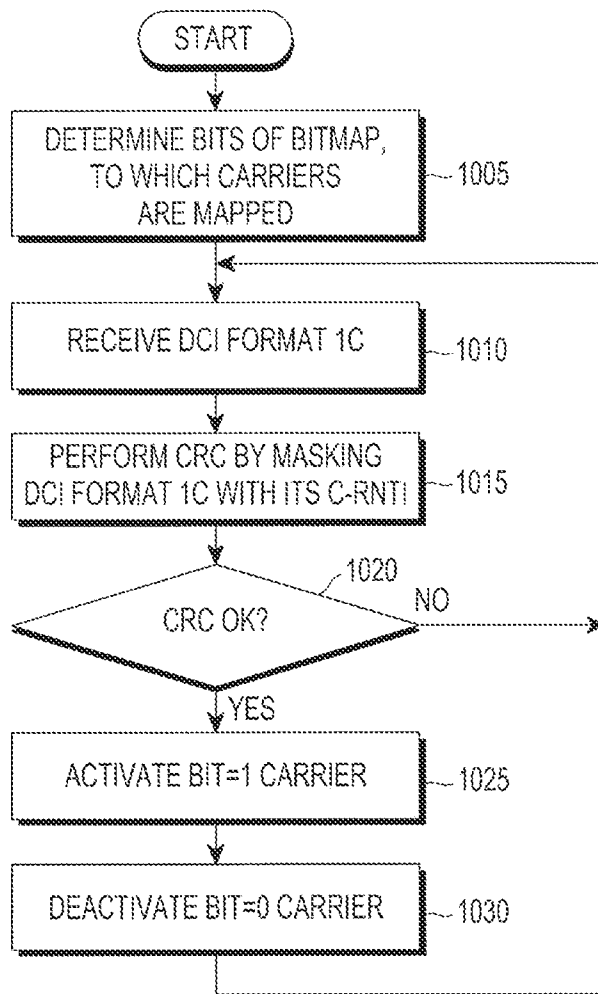 START
DETERMINE BITS OF BITMAP,
TO WHICH CARRIERS
ARE MAPPED
1005
RECEIVE DCI FORMAT 1C
1010
PERFORM CRC BY MASKING
DCI FORMAT 1C WITH ITS C-RNTI
1015
1020
CRC OK?
NO
YES
ACTIVATE BIT=1 CARRIER
1025
DEACTIVATE BIT=0 CARRIER
1030